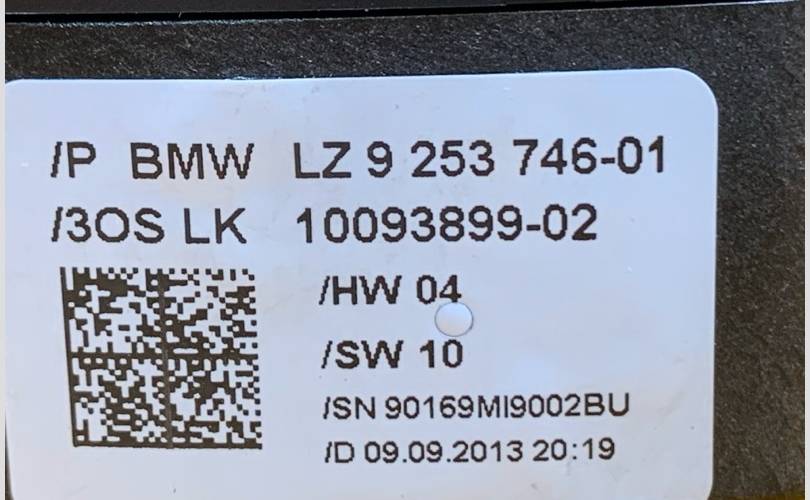 /P BMW LZ 9 253 746-01
/3OS LK 10093899-02
/HW 04
/SW 10
/SN 90169MI9002BU
/D 09.09.2013 20:19